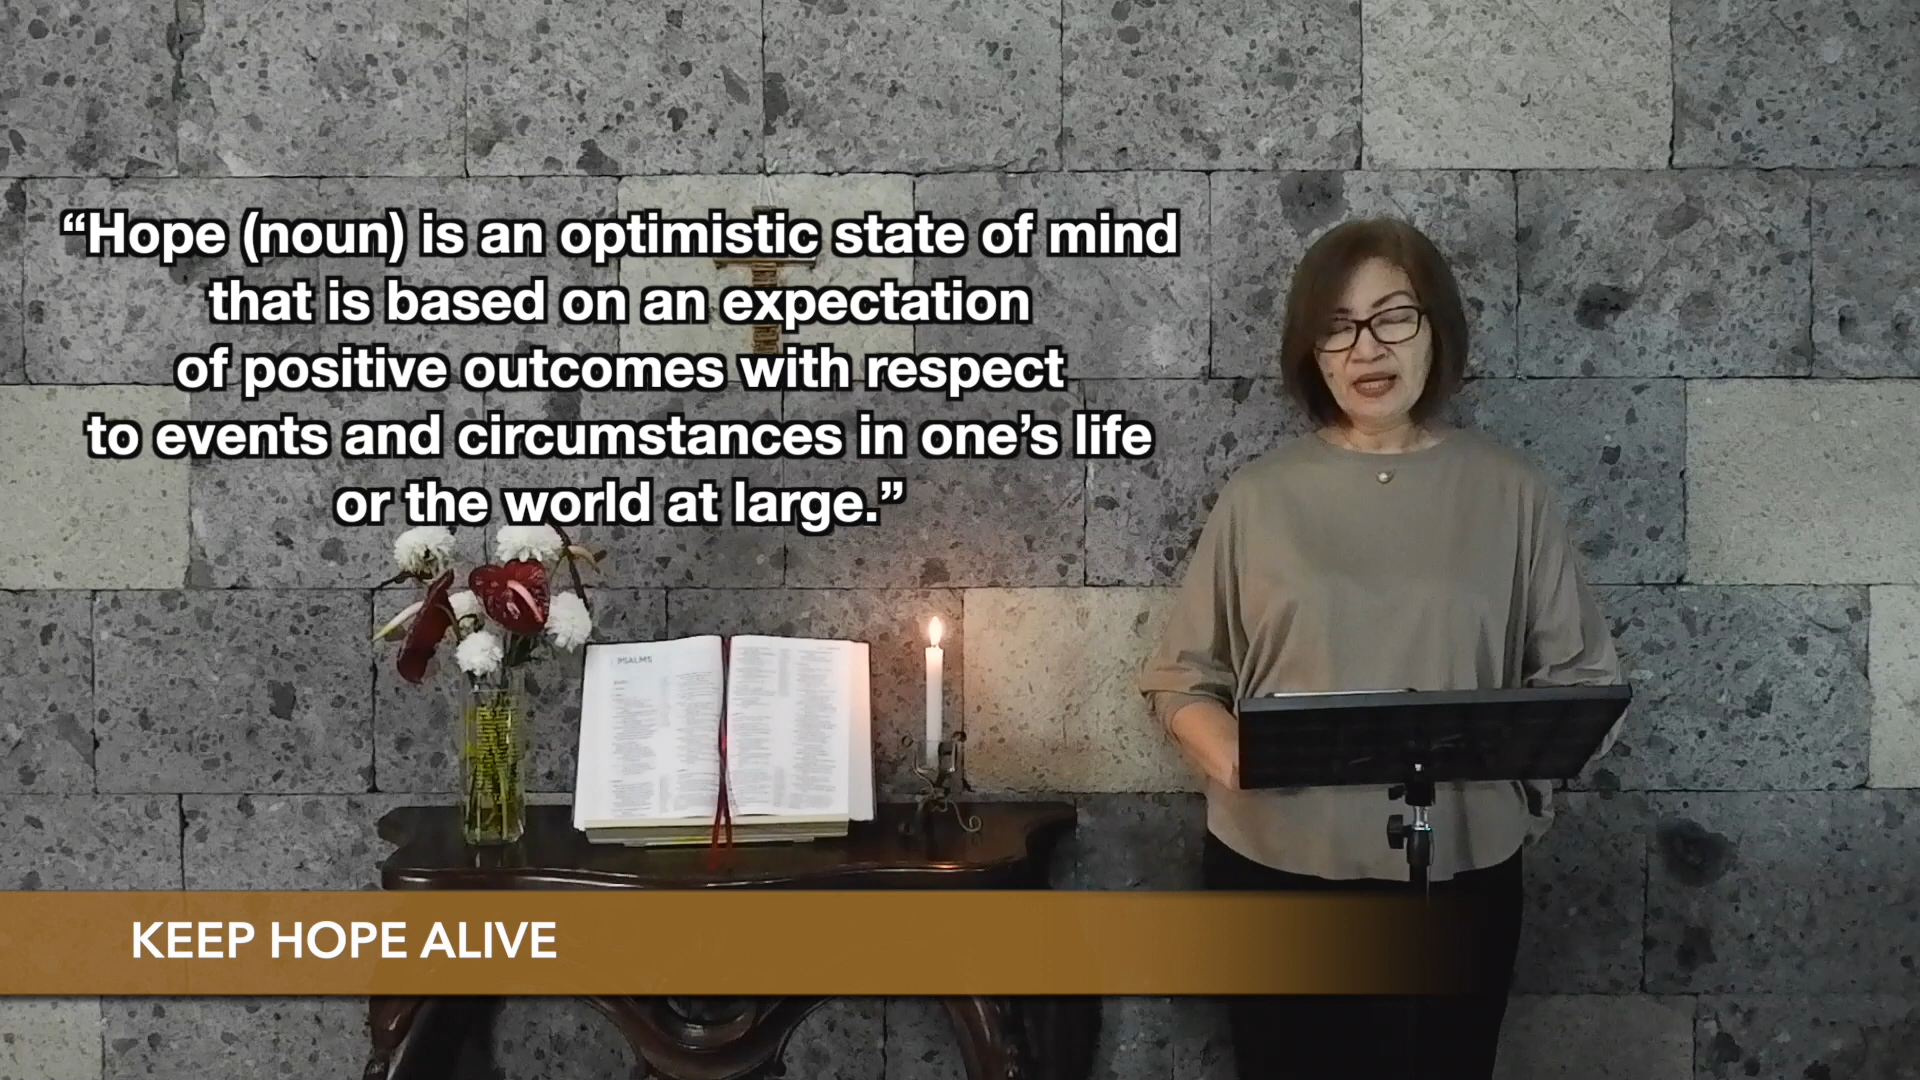 “Hope (noun) is an optimistic state of mind
that is based on an expectation
of positive outcomes with respect
to events and circumstances in one’s life
or the world at large.”
PSALMS
KEEP HOPE ALIVE